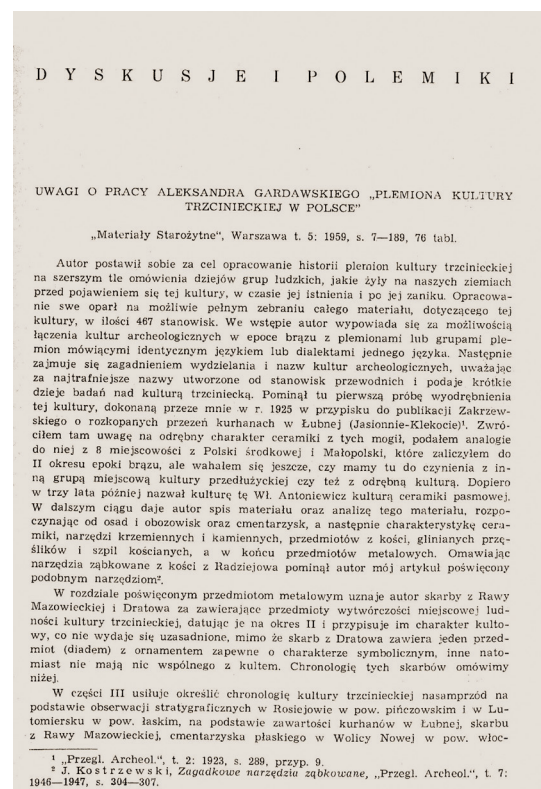 DYSKUSJE I POLEMIKI
UWAGI O PRACY ALEKSANDRA GARDAWSKIEGO „PLEMIONA KULTURY
TRZCINIECKIEJ W POLSCE"
„Materiały Starożytne", Warszawa t. 5: 1959, s. 7—189, 76 tabl.
Autor postawił sobie za cel opracowanie historii plemion kultury trzcinieckiej
na szerszym tle omówienia dziejów grup ludzkich, jakie żyły na naszych ziemiach
przed pojawieniem się tej kultury, w czasie jej istnienia i po jej zaniku. Opracowa-
nie swe oparł na możliwie pełnym zebraniu całego materiału, dotyczącego tej
kultury, w ilości 467 stanowisk. We wstępie autor wypowiada się za możliwością
łączenia kultur archeologicznych w epoce brązu z plemionami lub grupami ple-
mion mówiącymi identycznym językiem lub dialektami jednego języka. Następnie
zajmuje się zagadnieniem wydzielania i nazw kultur archeologicznych, uważając
za najtrafniejsze nazwy utworzone od stanowisk przewodnich i podaje krótkie
dzieje badań nad kulturą trzciniecką. Pominął tu pierwszą próbę wyodrębnienia
tej kultury, dokonaną przeze mnie w r. 1925 w przypisku do publikacji Zakrzew-
skiego o rozkopanych przezeń kurhanach w Łubnej (Jasionnie-Klekocie)¹. Zwró-
ciłem tam uwagę na odrębny charakter ceramiki z tych mogił, podałem analogie
do niej z 8 miejscowości z Polski środkowej i Małopolski, które zaliczyłem do
II okresu epoki brązu, ale wahałem się jeszcze, czy mamy tu do czynienia z in-
ną grupą miejscową kultury przedłużyckiej czy też z odrębną kulturą. Dopiero
w trzy lata później nazwał kulturę tę Wł. Antoniewicz kulturą ceramiki pasmowej.
W dalszym ciągu daje autor spis materiału oraz analizę tego materiału, rozpo-
czynając od osad i obozowisk oraz cmentarzysk, a następnie charakterystykę cera-
miki, narzędzi krzemiennych i kamiennych, przedmiotów z kości, glinianych przę-
ślików i szpil kościanych, a w końcu przedmiotów metalowych. Omawiając
narzędzia ząbkowane z kości z Radziejowa pominął autor mój artykuł poświęcony
podobnym narzędziom².
W rozdziale poświęconym przedmiotom metalowym uznaje autor skarby z Rawy
Mazowieckiej i Dratowa za zawierające przedmioty wytwórczości miejscowej lud-
ności kultury trzcinieckiej, datując je na okres II i przypisuje im charakter kulto-
wy, co nie wydaje się uzasadnione, mimo że skarb z Dratowa zawiera jeden przed-
miot (diadem) z ornamentem zapewne o charakterze symbolicznym, inne nato-
miast nie mają nic wspólnego z kultem. Chronologię tych skarbów omówimy
niżej.
W części III usiłuje określić chronologię kultury trzcinieckiej nasamprzód na
podstawie obserwacji stratygraficznych w Rosiejowie w pow. pińczowskim i w Lu-
tomiersku w pow. łaskim, na podstawie zawartości kurhanów w Łubnej, skarbu
z Rawy Mazowieckiej, cmentarzyska płaskiego w Wolicy Nowej w pow. włoc-
¹ „Przegl. Archeol.", t. 2: 1923, s. 289, przyp. 9.
² J. Kostrzewski, Zagadkowe narzędzia ząbkowane, „Przegl. Archeol.", t. 7:
1946—1947, s. 304—307.